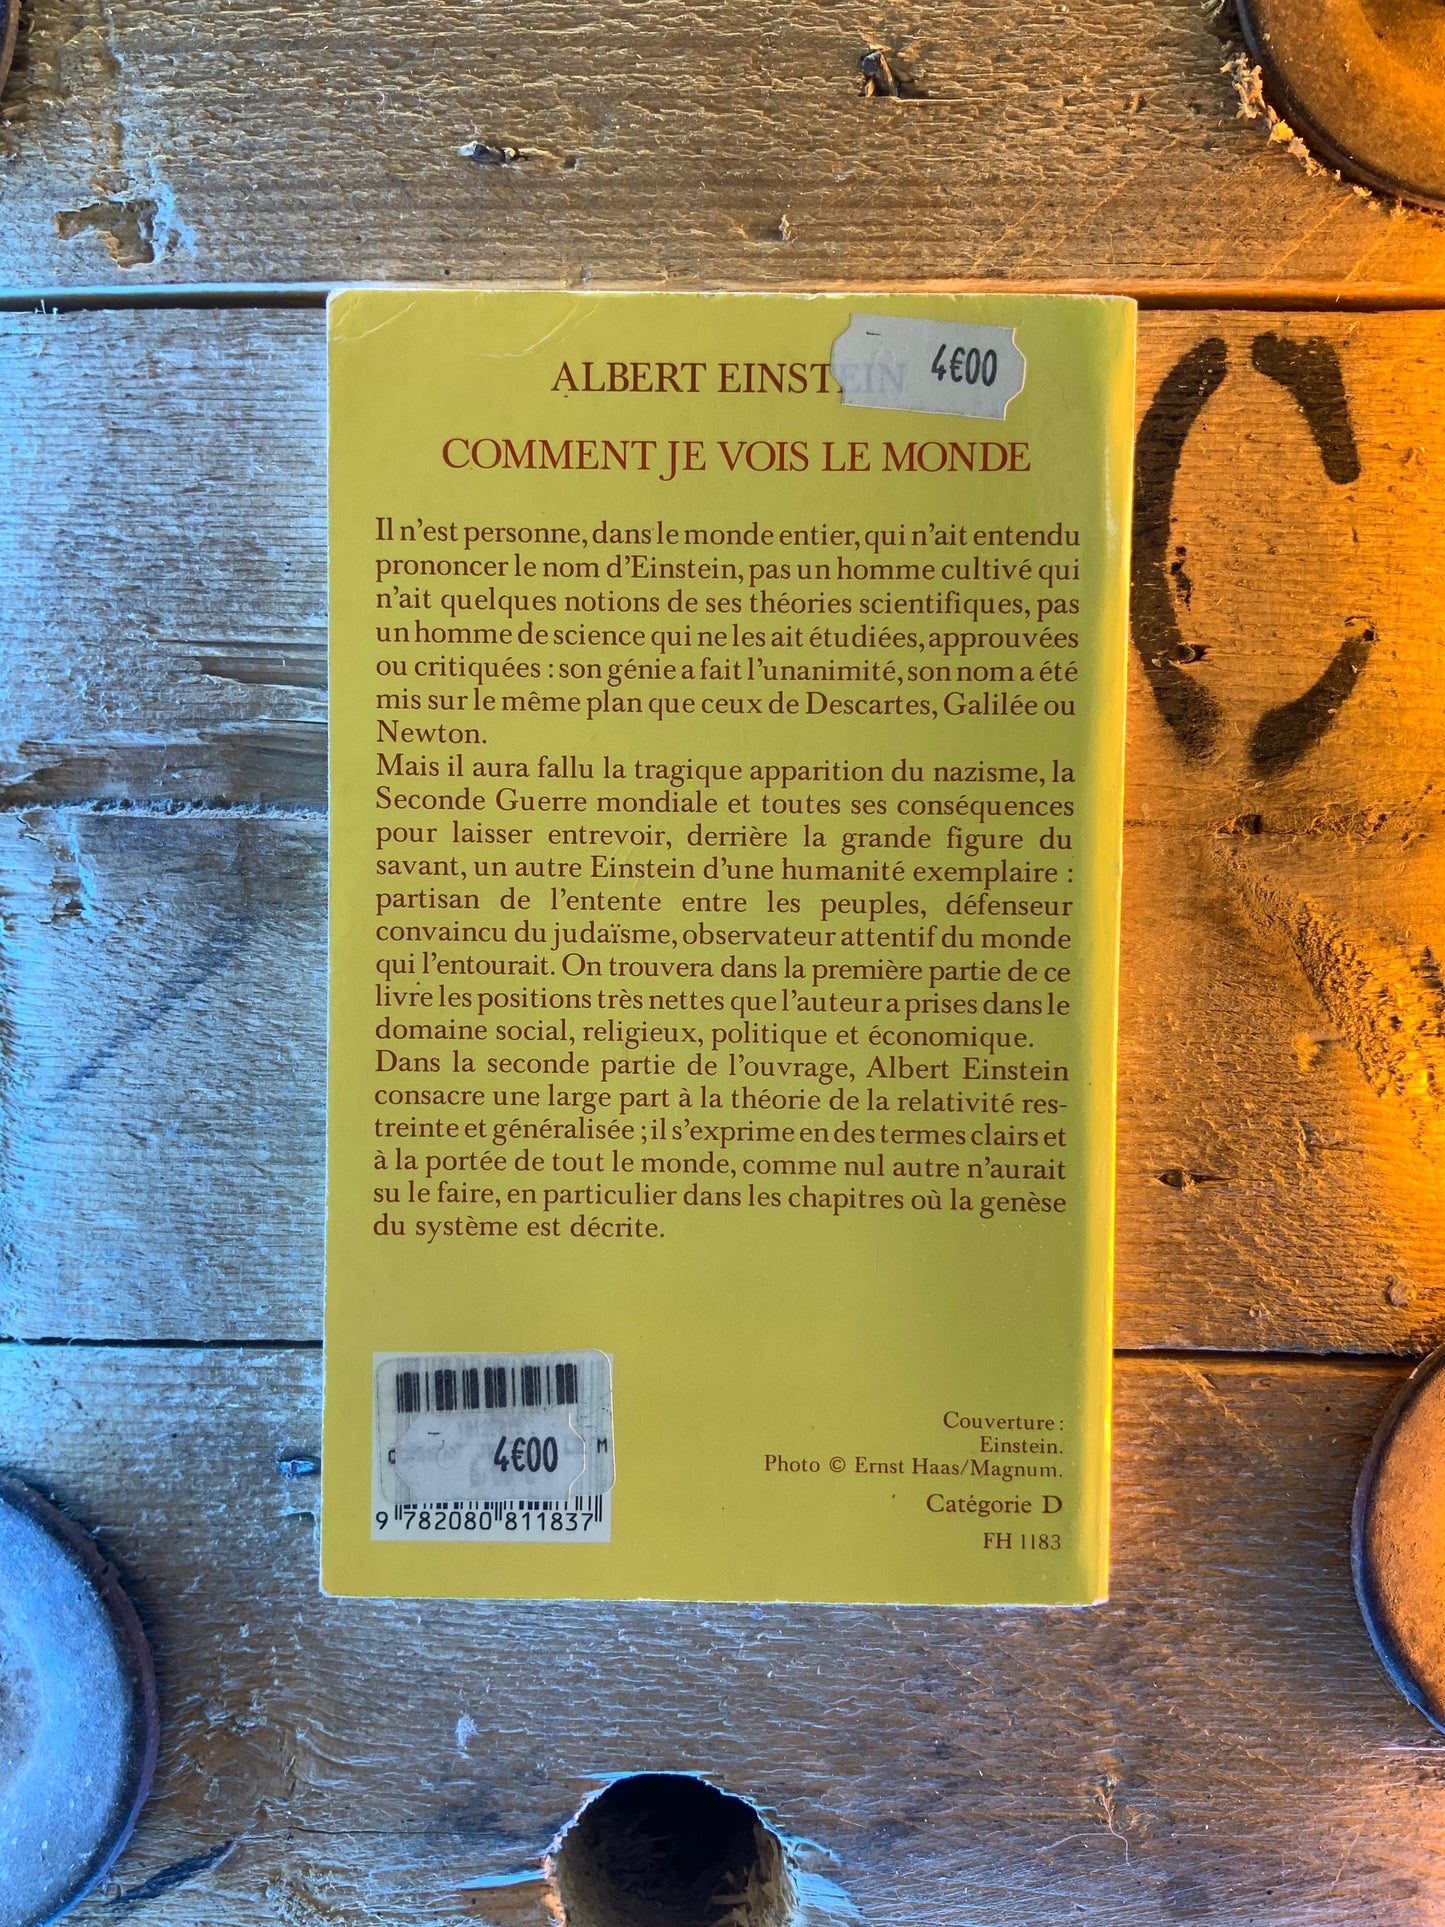 4€00
ALBERT EINSTEIN
COMMENT JE VOIS LE MONDE
Il n'est personne, dans le monde entier, qui n'ait entendu
prononcer le nom d'Einstein, pas un homme cultivé qui
n'ait quelques notions de ses théories scientifiques, pas
un homme de science qui ne les ait étudiées, approuvées
ou critiquées : son génie a fait l'unanimité, son nom a été
mis sur le même plan que ceux de Descartes, Galilée ou
Newton.
Mais il aura fallu la tragique apparition du nazisme, la
Seconde Guerre mondiale et toutes ses conséquences
pour laisser entrevoir, derrière la grande figure du
savant, un autre Einstein d'une humanité exemplaire :
partisan de l'entente entre les peuples, défenseur
convaincu du judaïsme, observateur attentif du monde
qui l'entourait. On trouvera dans la première partie de ce
livre les positions très nettes que l'auteur a prises dans le
domaine social, religieux, politique et économique.
Dans la seconde partie de l'ouvrage, Albert Einstein
consacre une large part à la théorie de la relativité res-
treinte et généralisée ; il s'exprime en des termes clairs et
à la portée de tout le monde, comme nul autre n'aurait
su le faire, en particulier dans les chapitres où la genèse
du système est décrite.
4€00
M
9 782080 811837
Couverture :
Einstein.
Photo © Ernst Haas/Magnum.
Catégorie D
FH 1183